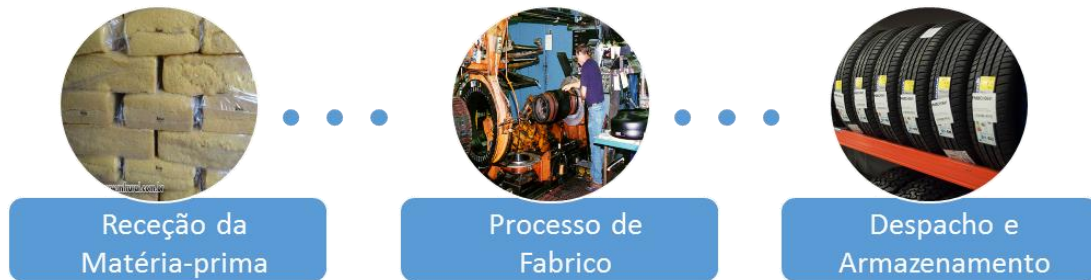 Receção da
Matéria-prima
Processo de
Fabrico
Despacho e
Armazenamento